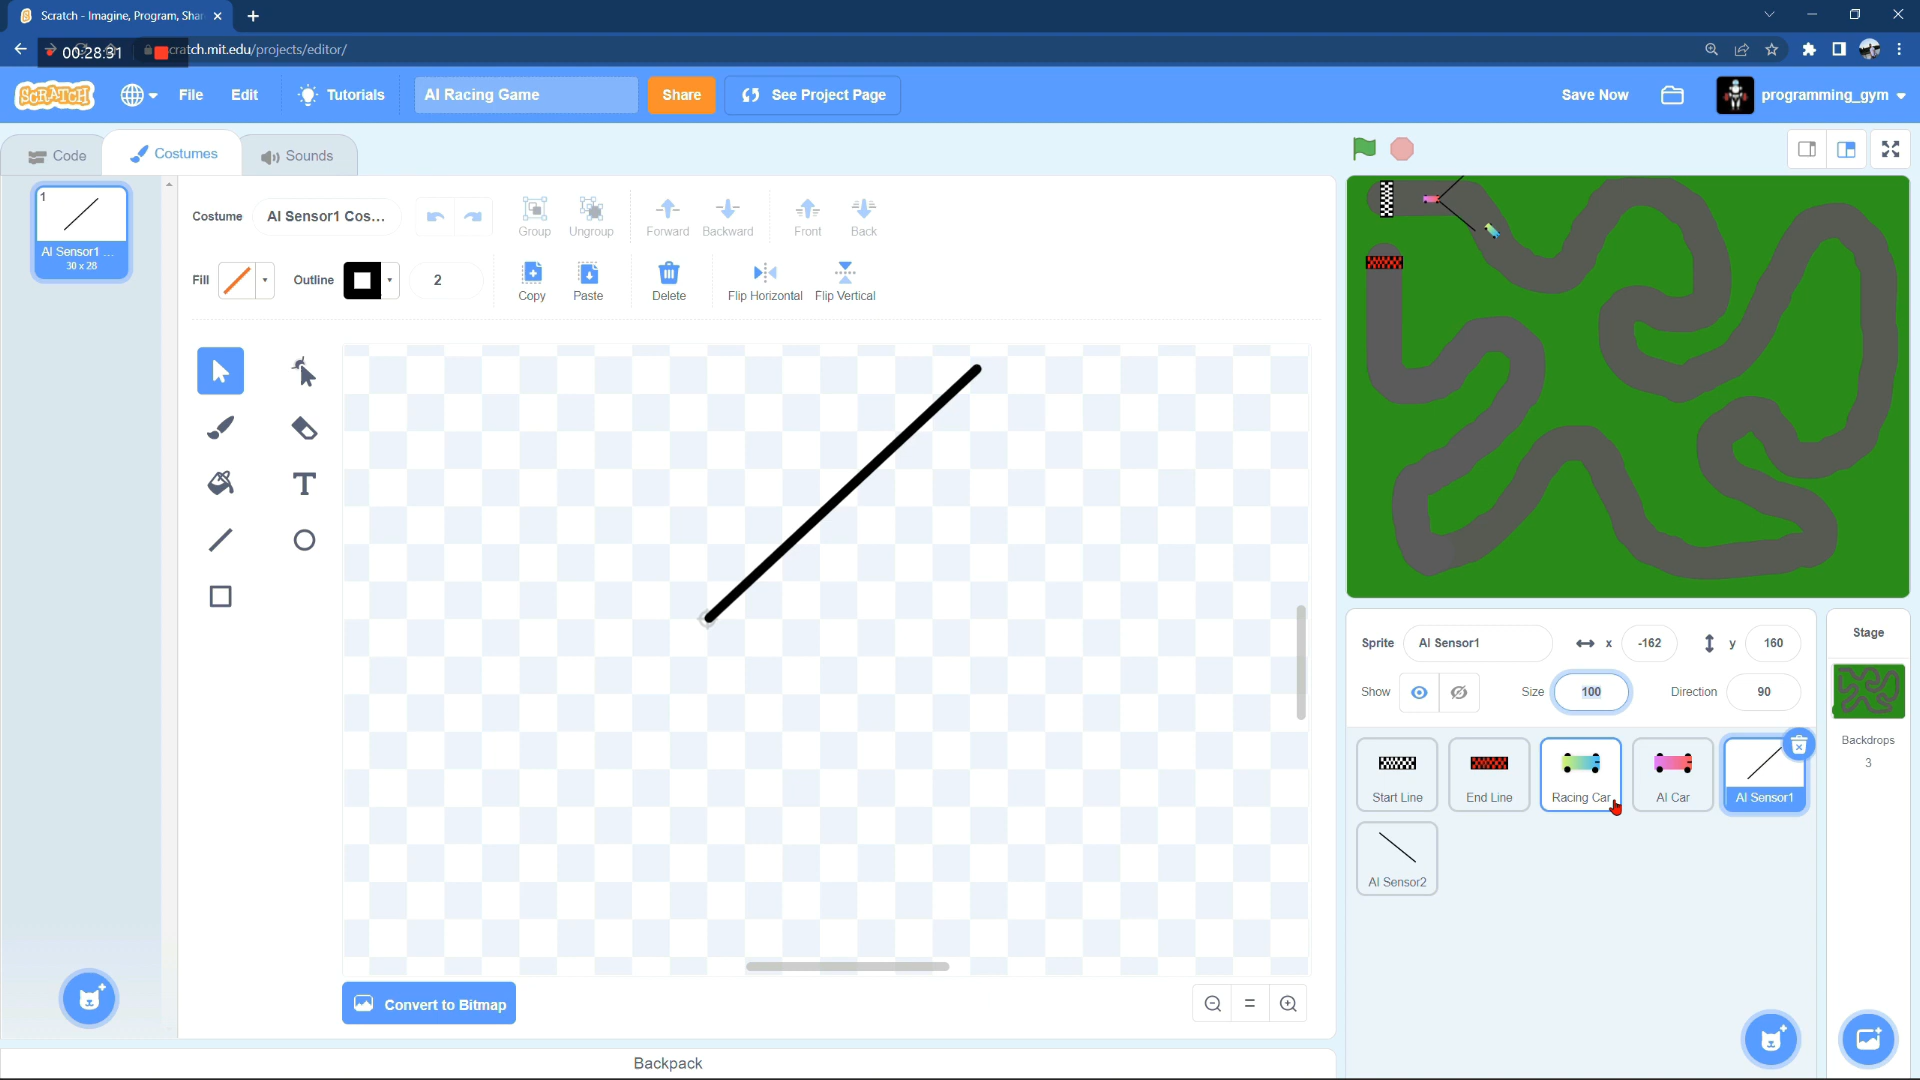 Scratch - Imagine, Program, Shar
00:28:31
cratch.mit.edu/projects/editor/
SCRATCH
File
Edit
Tutorials
AI Racing Game
Share
See Project Page
Save Now
programming_gym
Code
Costumes
Sounds
1
AI Sensor1 ...
30 x 28
Costume
AI Sensor1 Cos...
Group
Ungroup
Forward
Backward
Front
Back
Fill
Outline
2
Copy
Paste
Delete
Flip Horizontal
Flip Vertical
T
Convert to Bitmap
Backpack
Sprite
AI Sensor1
x
-162
y
160
Show
Size
100
Direction
90
Start Line
End Line
Racing Car
AI Car
AI Sensor1
AI Sensor2
Stage
Backdrops
3